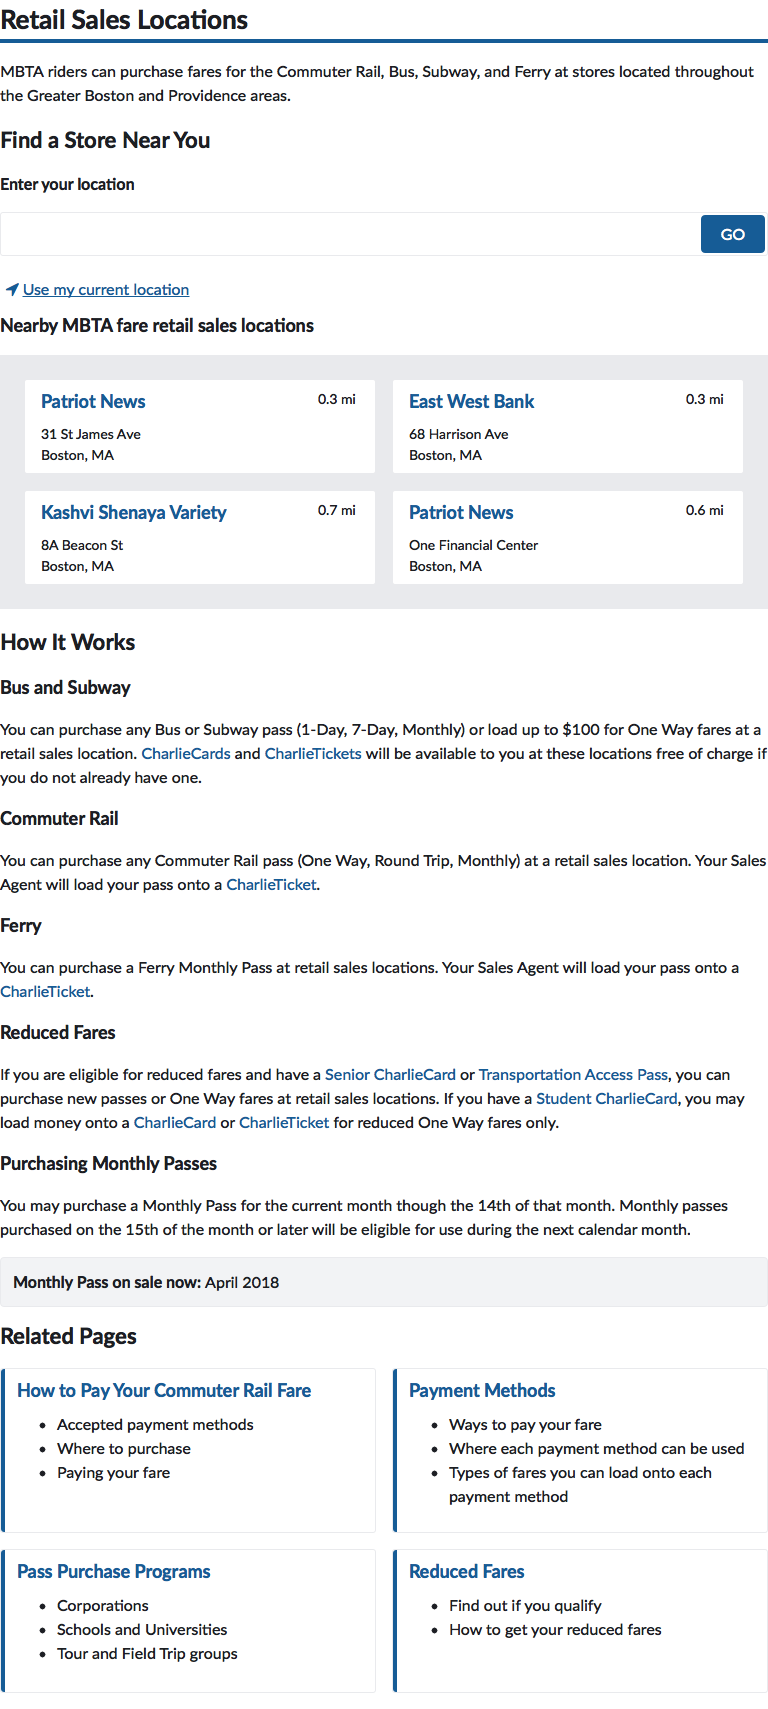 Retail Sales Locations
MBTA riders can purchase fares for the Commuter Rail, Bus, Subway, and Ferry at stores located throughout
the Greater Boston and Providence areas.
Find a Store Near You
Enter your location
GO
Use my current location
Nearby MBTA fare retail sales locations
Patriot News 0.3 mi
31 St James Ave
Boston, MA
East West Bank 0.3 mi
68 Harrison Ave
Boston, MA
Kashvi Shenaya Variety 0.7 mi
8A Beacon St
Boston, MA
Patriot News 0.6 mi
One Financial Center
Boston, MA
How It Works
Bus and Subway
You can purchase any Bus or Subway pass (1-Day, 7-Day, Monthly) or load up to $100 for One Way fares at a
retail sales location. CharlieCards and CharlieTickets will be available to you at these locations free of charge if
you do not already have one.
Commuter Rail
You can purchase any Commuter Rail pass (One Way, Round Trip, Monthly) at a retail sales location. Your Sales
Agent will load your pass onto a CharlieTicket.
Ferry
You can purchase a Ferry Monthly Pass at retail sales locations. Your Sales Agent will load your pass onto a
CharlieTicket.
Reduced Fares
If you are eligible for reduced fares and have a Senior CharlieCard or Transportation Access Pass, you can
purchase new passes or One Way fares at retail sales locations. If you have a Student CharlieCard, you may
load money onto a CharlieCard or CharlieTicket for reduced One Way fares only.
Purchasing Monthly Passes
You may purchase a Monthly Pass for the current month though the 14th of that month. Monthly passes
purchased on the 15th of the month or later will be eligible for use during the next calendar month.
Monthly Pass on sale now: April 2018
Related Pages
How to Pay Your Commuter Rail Fare
• Accepted payment methods
• Where to purchase
• Paying your fare
Payment Methods
• Ways to pay your fare
• Where each payment method can be used
• Types of fares you can load onto each
payment method
Pass Purchase Programs
• Corporations
• Schools and Universities
• Tour and Field Trip groups
Reduced Fares
• Find out if you qualify
• How to get your reduced fares